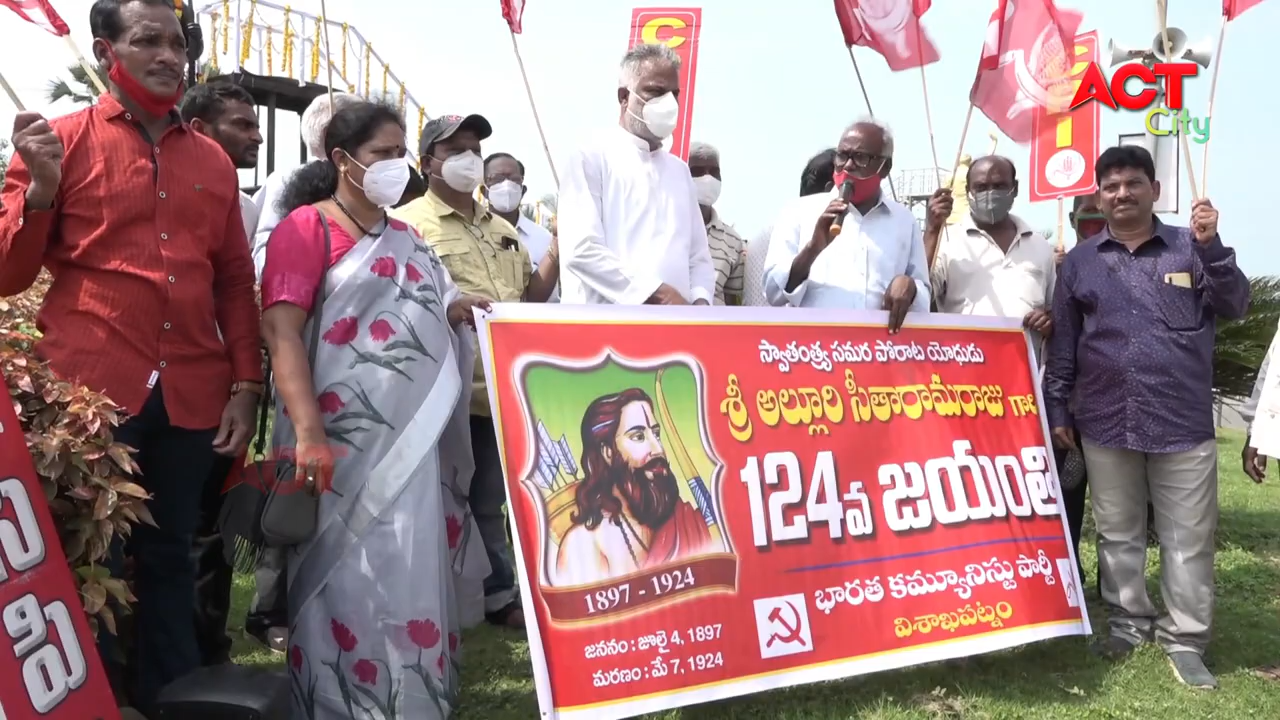 C
C
P
I
ACT
City
స్వాతంత్ర్య సమర పోరాట యోధుడు
శ్రీ అల్లూరి సీతారామరాజు
124వ జయంతి
భారత కమ్యూనిస్టు పార్టీ
విశాఖపట్నం
1897 - 1924
జననం : జూలై 4, 1897
మరణం : మే 7, 1924